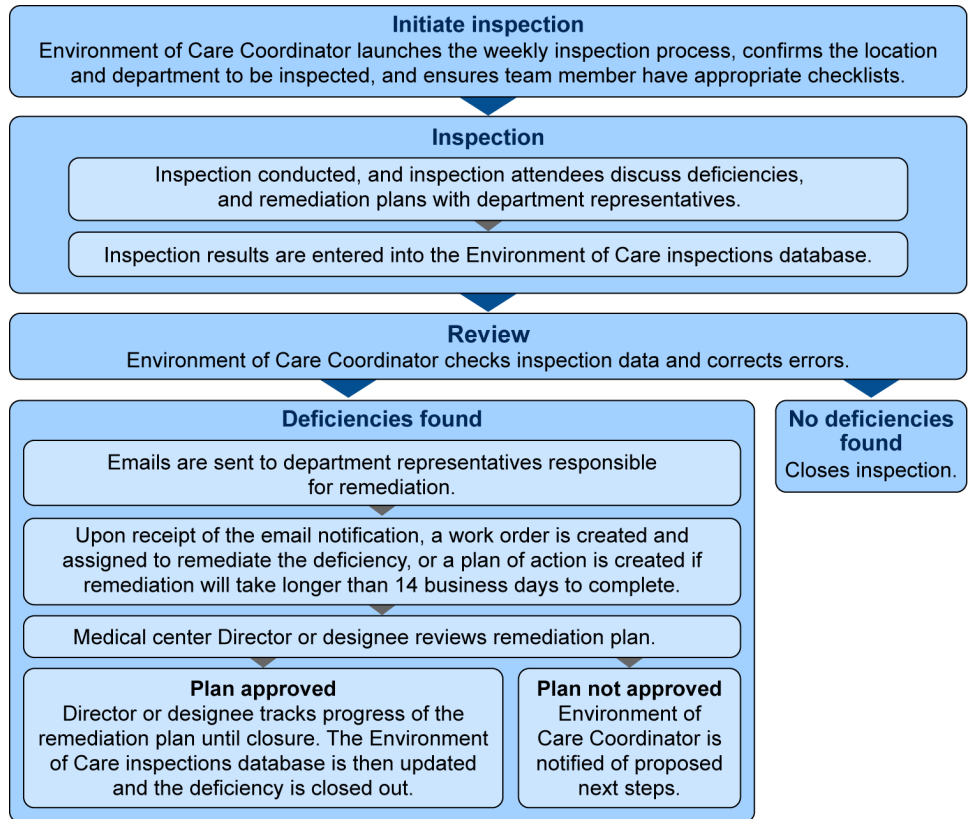 Initiate inspection
Environment of Care Coordinator launches the weekly inspection process, confirms the location
and department to be inspected, and ensures team member have appropriate checklists.
Inspection
Inspection conducted, and inspection attendees discuss deficiencies,
and remediation plans with department representatives.
Inspection results are entered into the Environment of Care inspections database.
Review
Environment of Care Coordinator checks inspection data and corrects errors.
Deficiencies found
Emails are sent to department representatives responsible
for remediation.
Upon receipt of the email notification, a work order is created and
assigned to remediate the deficiency, or a plan of action is created if
remediation will take longer than 14 business days to complete.
Medical center Director or designee reviews remediation plan.
Plan approved
Director or designee tracks progress of the
remediation plan until closure. The Environment
of Care inspections database is then updated
and the deficiency is closed out.
Plan not approved
Environment of
Care Coordinator is
notified of proposed
next steps.
No deficiencies
found
Closes inspection.